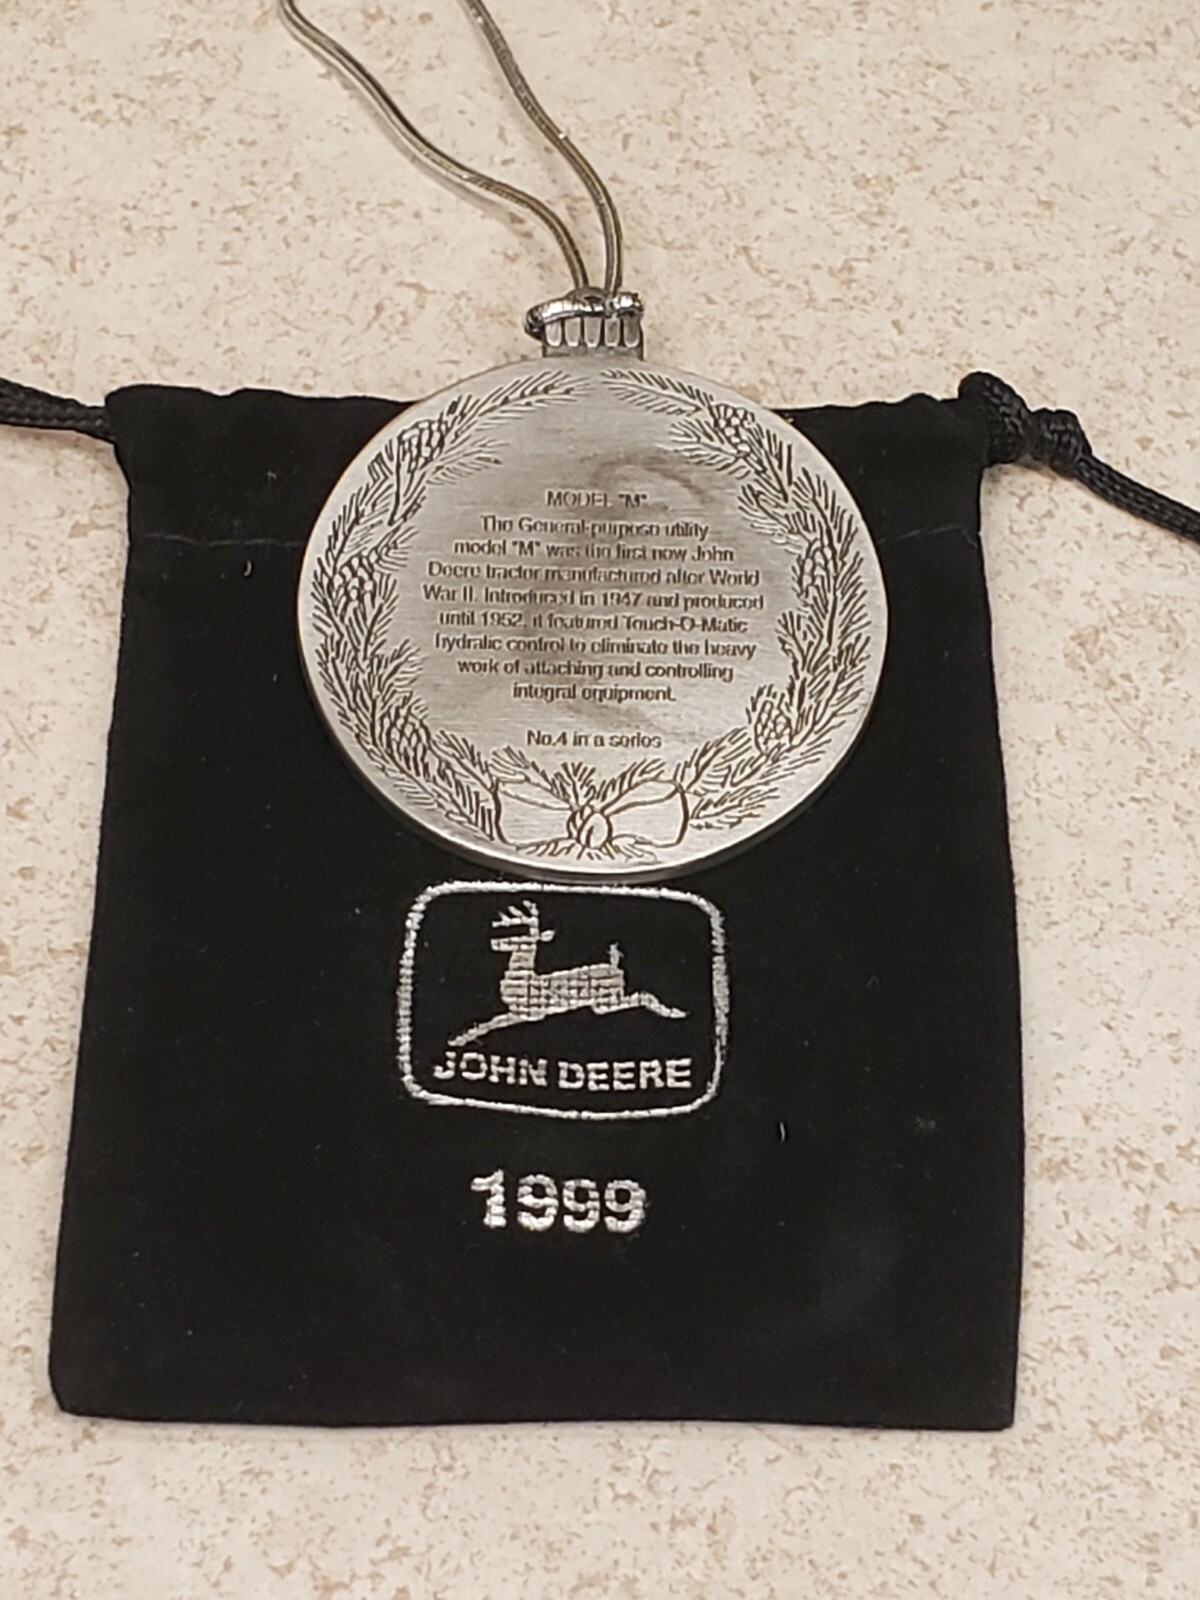 MODEL "M"
The General-purpose utility
model "M" was the first new John
Deere tractor manufactured after World
War II. Introduced in 1947 and produced
until 1952, it featured Touch-O-Matic
hydralic control to eliminate the heavy
work of attaching and controlling
integral equipment.
No.4 in a series
JOHN DEERE
1999